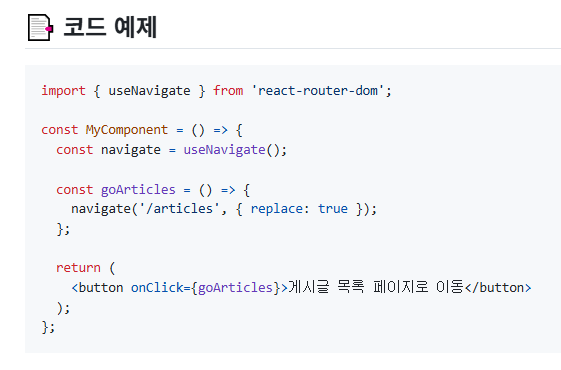 코드 예제
import { useNavigate } from 'react-router-dom';
const MyComponent = () => {
  const navigate = useNavigate();
  const goArticles = () => {
    navigate('/articles', { replace: true });
  };
  return (
    <button onClick={goArticles}>게시글 목록 페이지로 이동</button>
  );
};